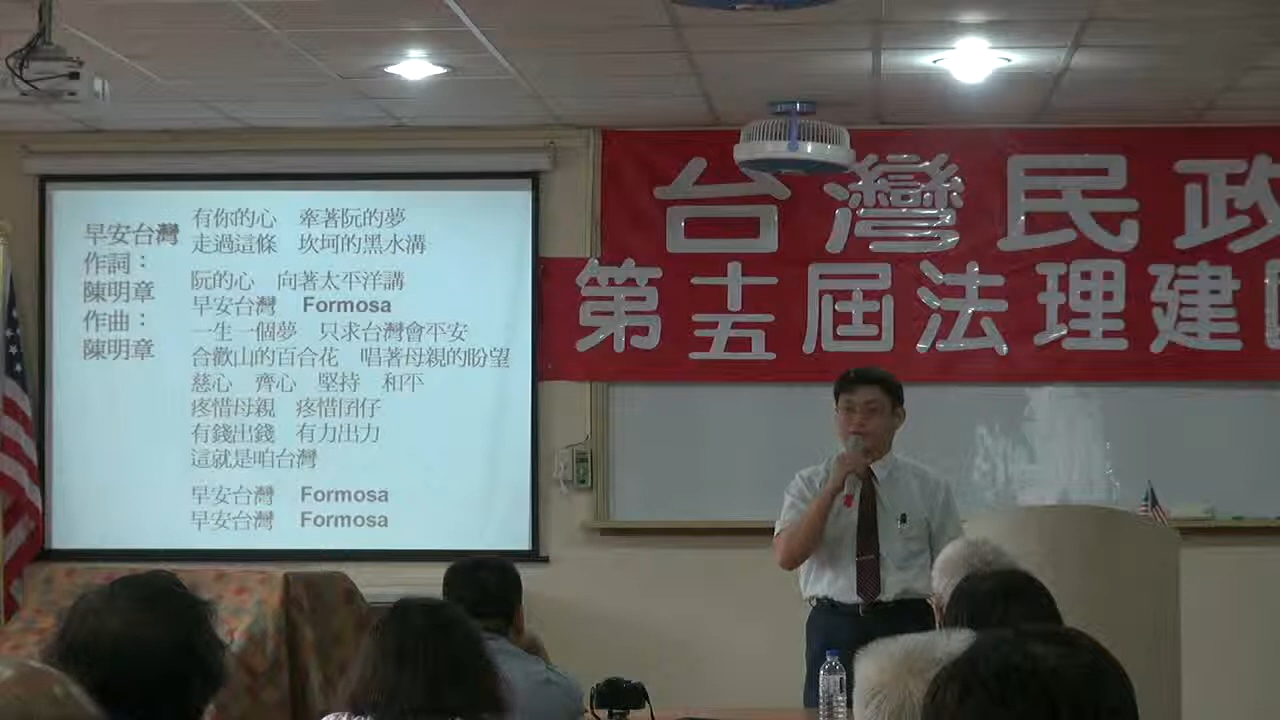 早安台灣
作詞：
陳明章
作曲：
陳明章
有你的心 牽著阮的夢
走過這條 坎坷的黑水溝
阮的心 向著太平洋講
早安台灣 Formosa
一生一個夢 只求台灣會平安
合歡山的百合花 唱著母親的盼望
慈心 齊心 堅持 和平
疼惜母親 疼惜囝仔
有錢出錢 有力出力
這就是咱台灣
早安台灣 Formosa
早安台灣 Formosa
台灣民政
第十五屆法理建